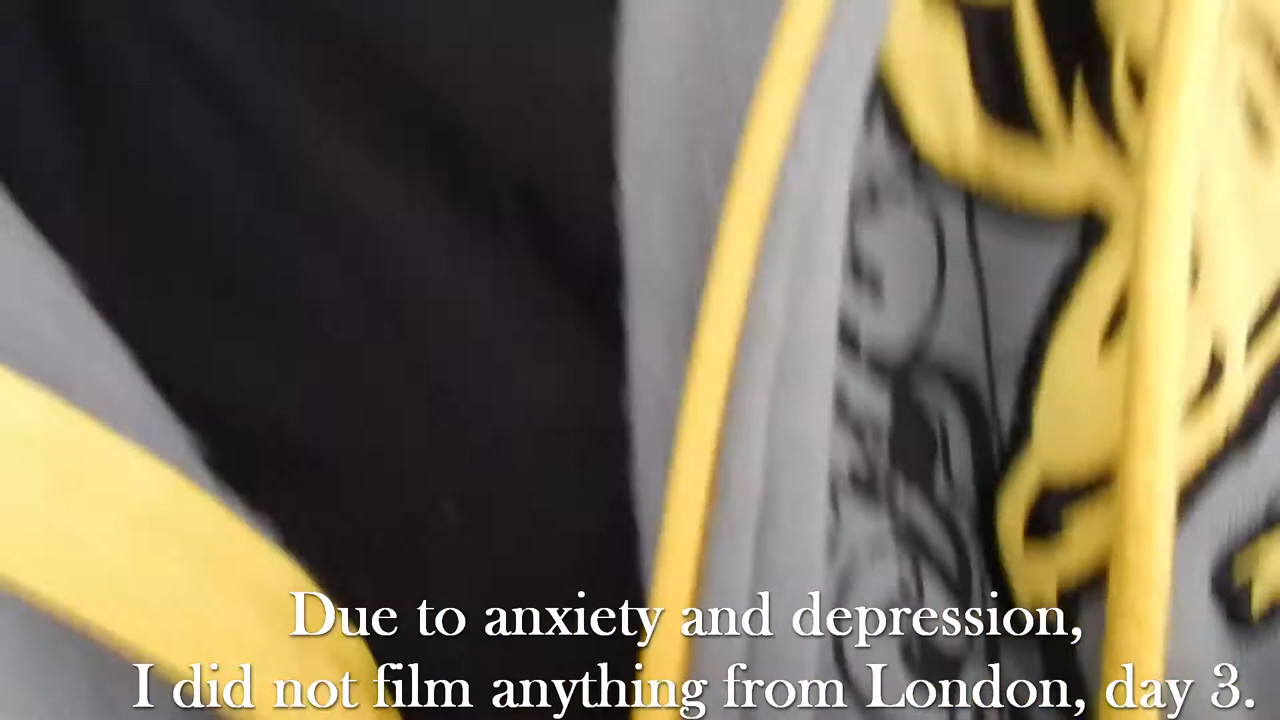 Due to anxiety and depression,
I did not film anything from London, day 3.